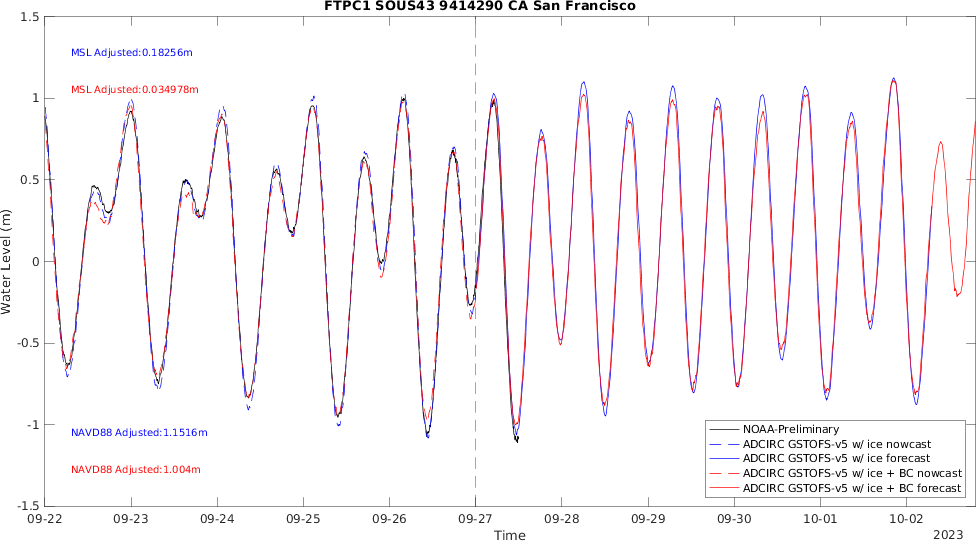 FTPC1 SOUS43 9414290 CA San Francisco
1.5
1
0.5
0
-0.5
-1
-1.5
Water Level (m)
MSL Adjusted:0.18256m
MSL Adjusted:0.034978m
NAVD88 Adjusted:1.1516m
NAVD88 Adjusted:1.004m
NOAA-Preliminary
ADCIRC GSTOFS-v5 w/ ice nowcast
ADCIRC GSTOFS-v5 w/ ice forecast
ADCIRC GSTOFS-v5 w/ ice + BC nowcast
ADCIRC GSTOFS-v5 w/ ice + BC forecast
09-22 09-23 09-24 09-25 09-26 09-27 09-28 09-29 09-30 10-01 10-02
Time
2023